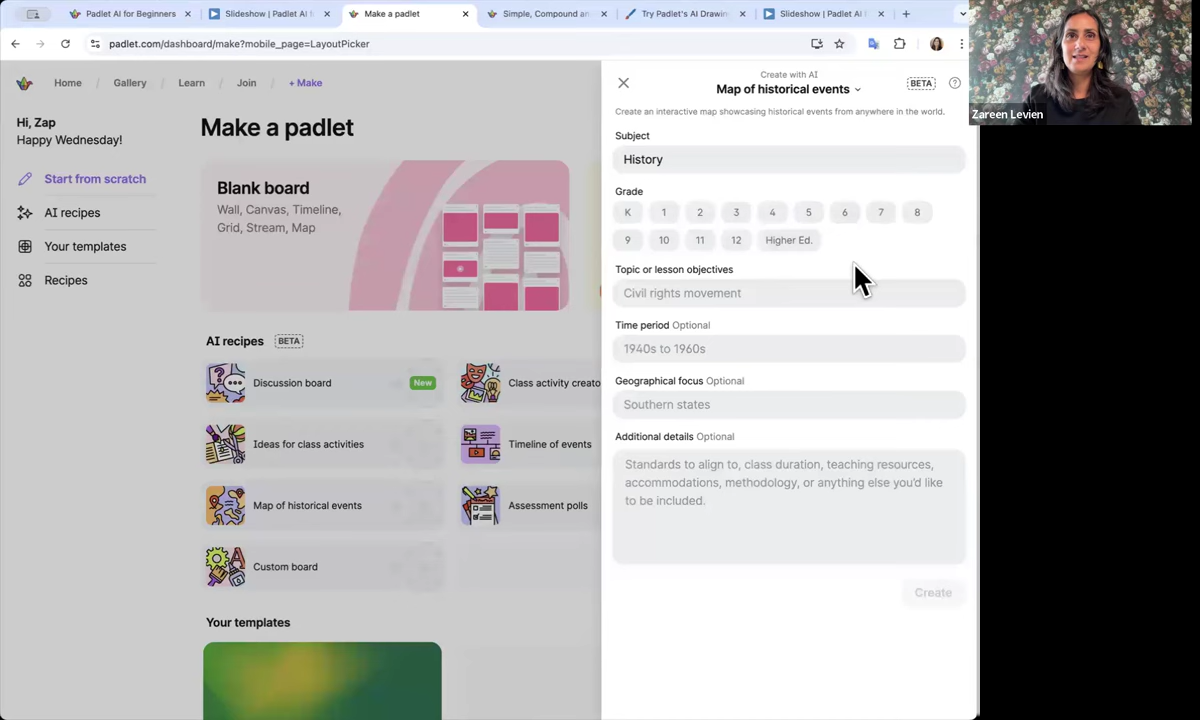 Padlet AI for Beginners
Slideshow | Padlet AI
Make a padlet
Simple, Compound an
Try Padlet's AI Drawin
Slideshow | Padlet AI
padlet.com/dashboard/make?mobile_page=LayoutPicker
Home / Gallery / Learn / Join / + Make
Hi, Zap
Happy Wednesday!
Start from scratch
AI recipes
Your templates
Recipes
Make a padlet
Blank board
Wall, Canvas, Timeline,
Grid, Stream, Map
AI recipes BETA
Discussion board New
Class activity creato
Ideas for class activities
Timeline of events
Map of historical events
Assessment polls
Custom board
Your templates
Create with AI
Map of historical events
BETA
Create an interactive map showcasing historical events from anywhere in the world.
Subject
History
Grade
K 1 2 3 4 5 6 7 8
9 10 11 12 Higher Ed.
Topic or lesson objectives
Civil rights movement
Time period Optional
1940s to 1960s
Geographical focus Optional
Southern states
Additional details Optional
Standards to align to, class duration, teaching resources,
accommodations, methodology, or anything else you'd like
to be included.
Create
Zareen Levien